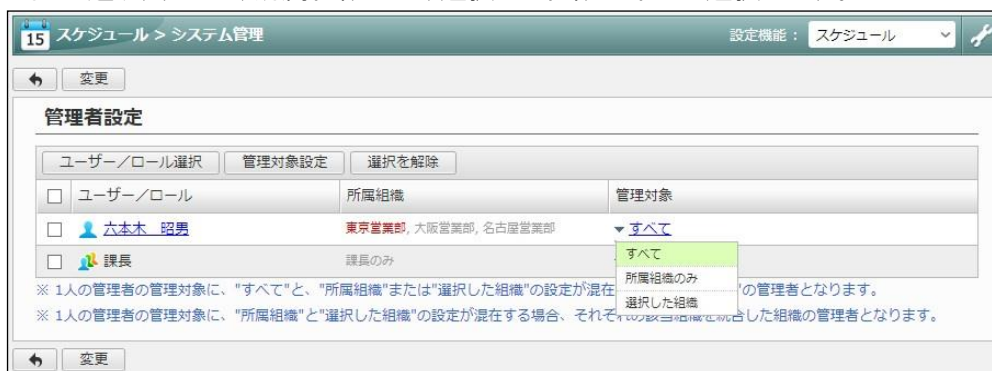 15 スケジュール > システム管理 設定機能： スケジュール
変更
管理者設定
ユーザー／ロール選択 管理対象設定 選択を解除
ユーザー／ロール 所属組織 管理対象
六本木 昭男 東京営業部, 大阪営業部, 名古屋営業部 すべて
課長 課長のみ
すべて
所属組織のみ
選択した組織
※ 1人の管理者の管理対象に、"すべて"と、"所属組織"または"選択した組織"の設定が混在 "の管理者となります。
※ 1人の管理者の管理対象に、"所属組織"と"選択した組織"の設定が混在する場合、それぞれの該当組織を統合した組織の管理者となります。
変更